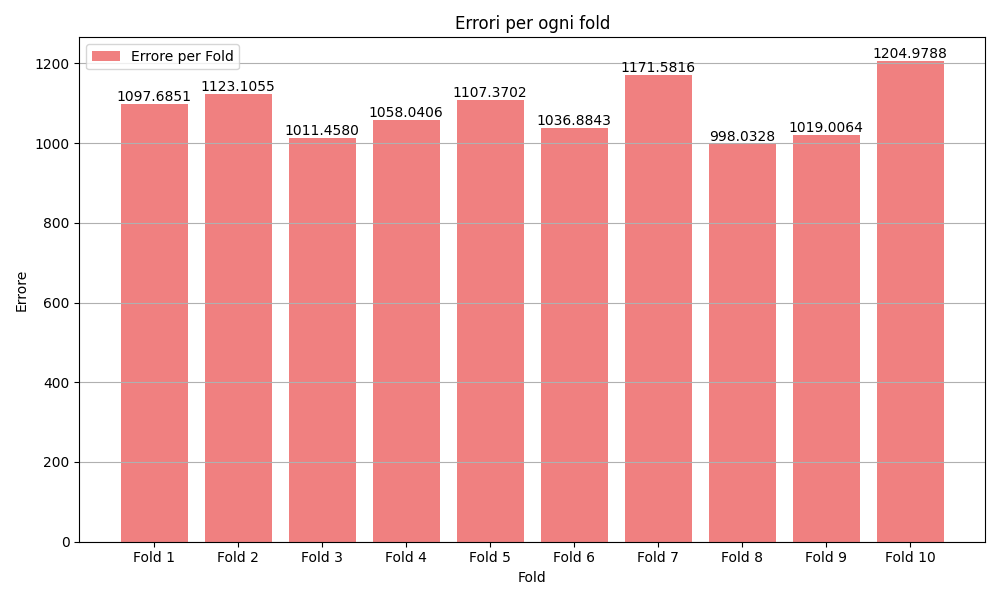 Errori per ogni fold
Errore per Fold
1200
1000
800
600
400
200
0
Errore
1097.6851
1123.1055
1011.4580
1058.0406
1107.3702
1036.8843
1171.5816
998.0328
1019.0064
1204.9788
Fold 1
Fold 2
Fold 3
Fold 4
Fold 5
Fold 6
Fold 7
Fold 8
Fold 9
Fold 10
Fold